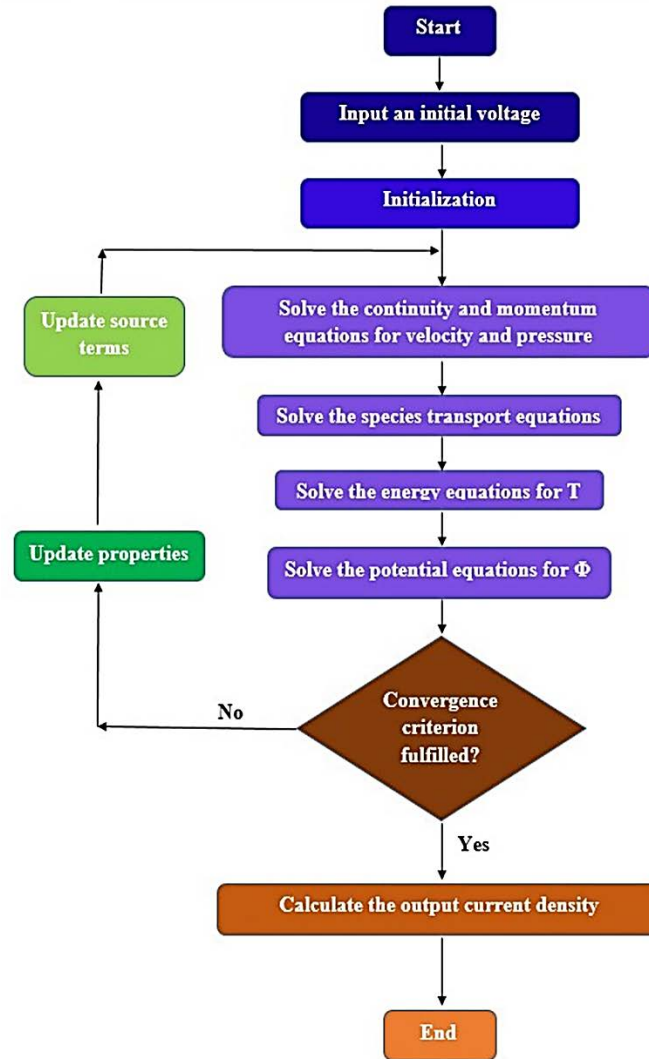 Start
Input an initial voltage
Initialization
Solve the continuity and momentum
equations for velocity and pressure
Update source
terms
Solve the species transport equations
Solve the energy equations for T
Update properties
Solve the potential equations for Φ
Convergence
criterion
fulfilled?
No
Yes
Calculate the output current density
End